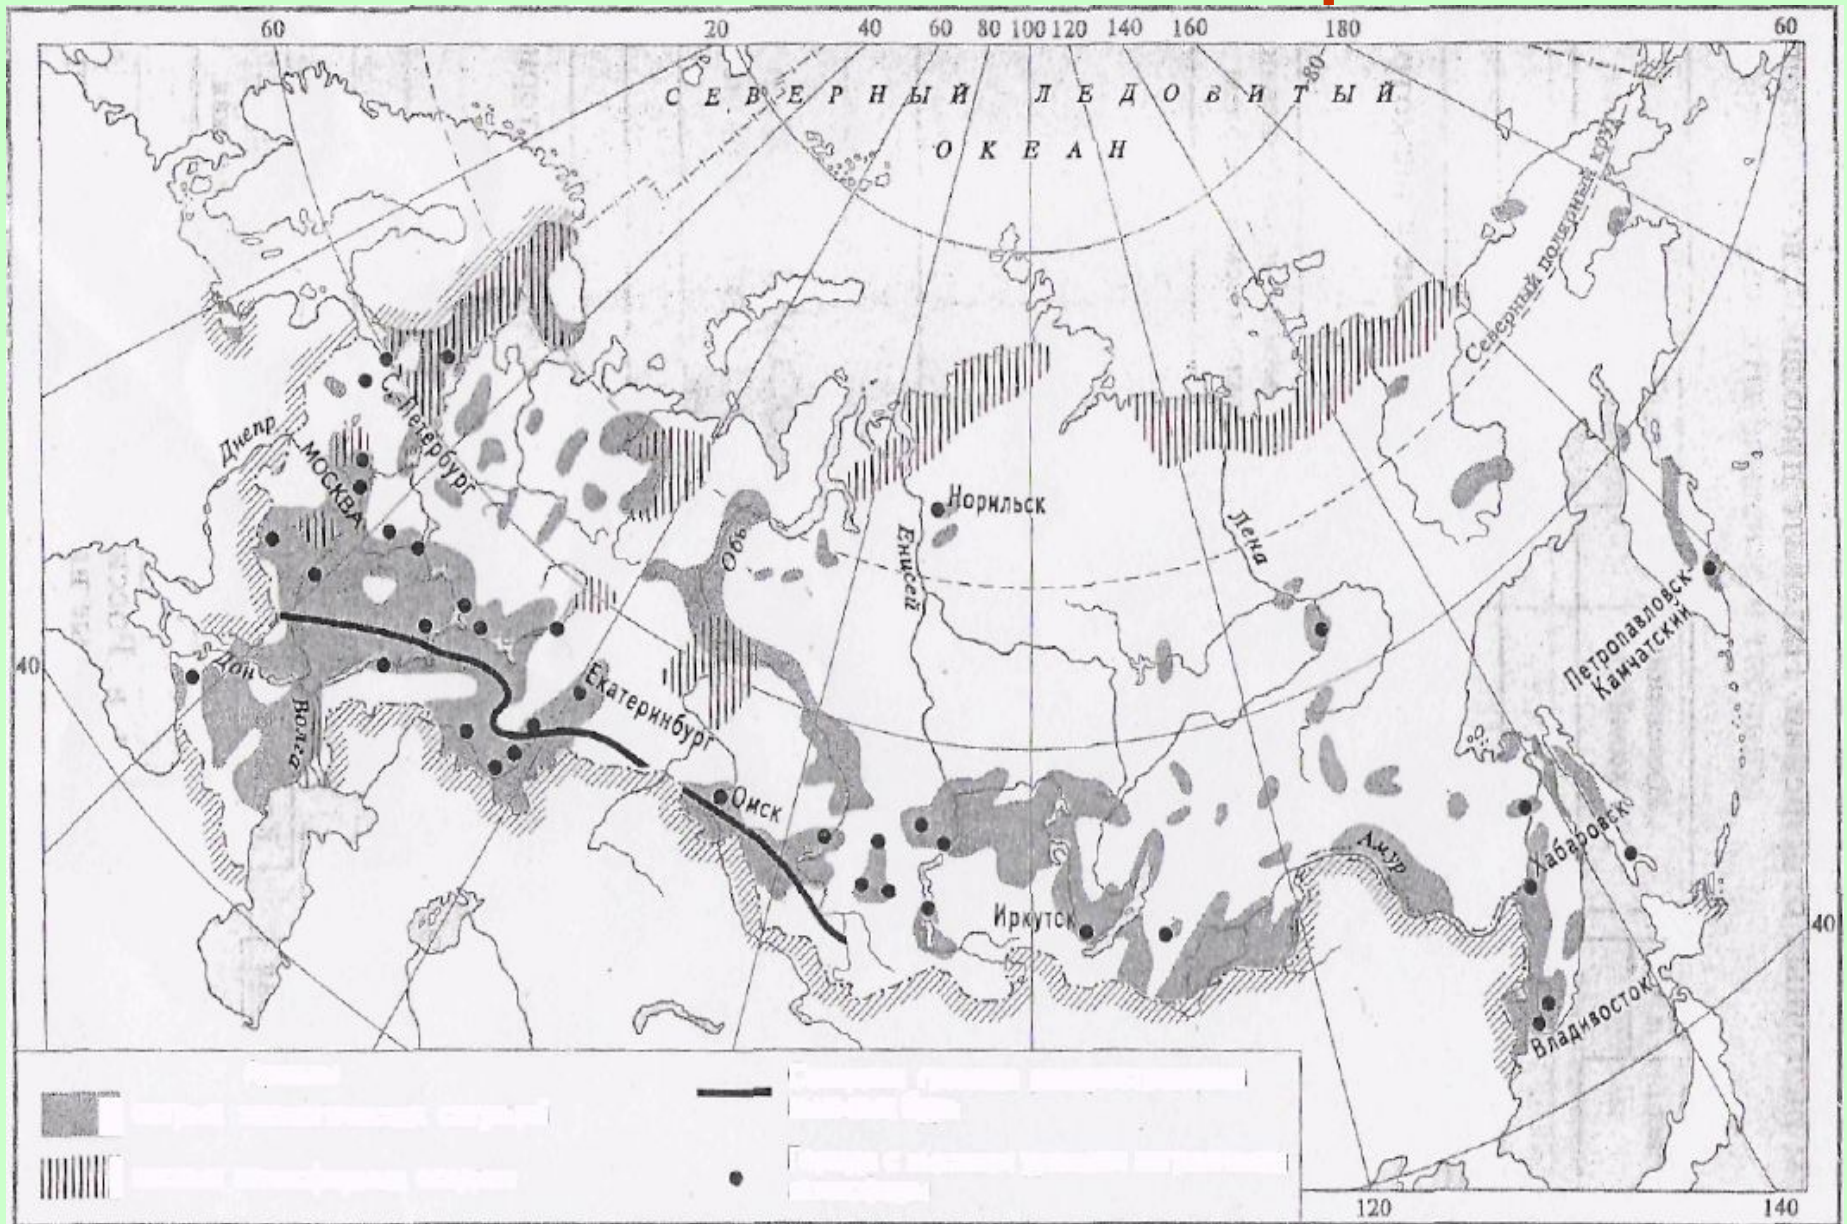 60 20 40 60 80 100 120 140 160 180 60
80
СЕВЕРНЫЙ ЛЕДОВИТЫЙ
ОКЕАН
Северный полярный круг
Днепр
С.-Петербург
МОСКВА
Норильск
Обь
Енисей
Лена
Петропавловск
Камчатский
40
Дон
Волга
Екатеринбург
Омск
Амур
Хабаровск
Иркутск
40
Владивосток
120 140